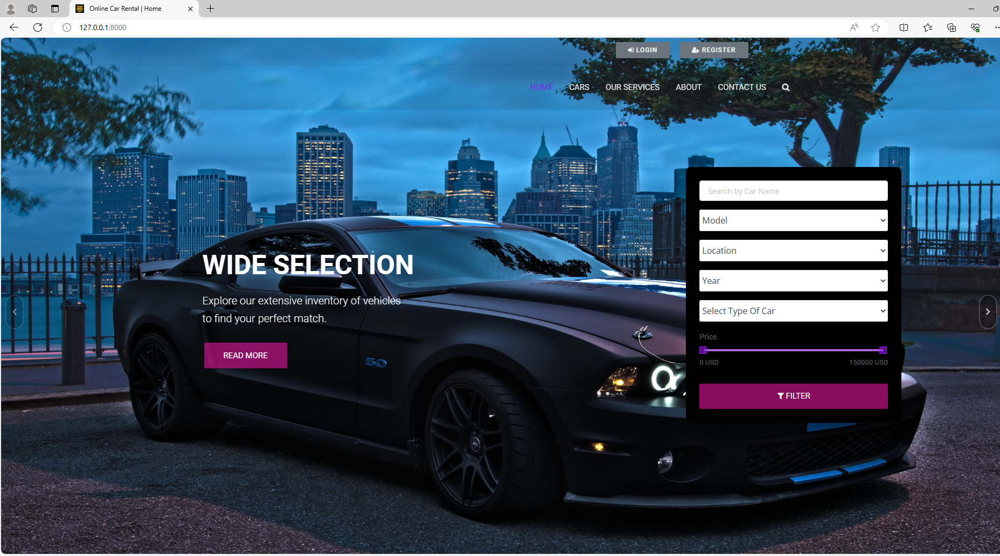 Online Car Rental | Home
127.0.0.1:8000
LOGIN
REGISTER
HOME
CARS
OUR SERVICES
ABOUT
CONTACT US
WIDE SELECTION
Explore our extensive inventory of vehicles
to find your perfect match.
READ MORE
5.0
Search by Car Name
Model
Location
Year
Select Type Of Car
Price
0 USD
150000 USD
FILTER